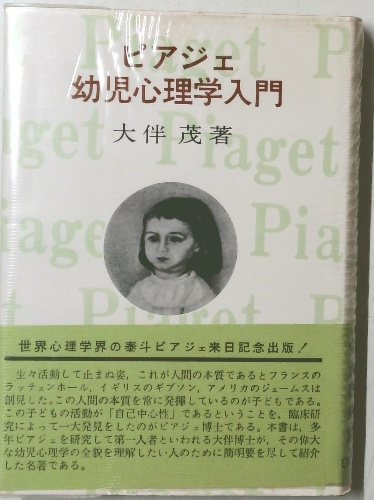 Piaget Pi
ピアジェ
幼児心理学入門
Piaget
大伴 茂 著
aget
Pia
世界心理学界の泰斗ピアジェ来日記念出版!
生々活動して止まぬ姿,これが人間の本質であるとフランスの
ラッチュンホール,イギリスのギブソン,アメリカのジェームスは
創見した。この人間の本質を常に発揮しているのが子どもである。
この子どもの活動が「自己中心性」であるということを,臨床研
究によって一大発見をしたのがピアジェ博士である。本書は,多
年ピアジェを研究して第一人者といわれる大伴博士が,その偉大
な幼児心理学の全貌を理解したい人のために簡明要を尽して紹介
した名著である。